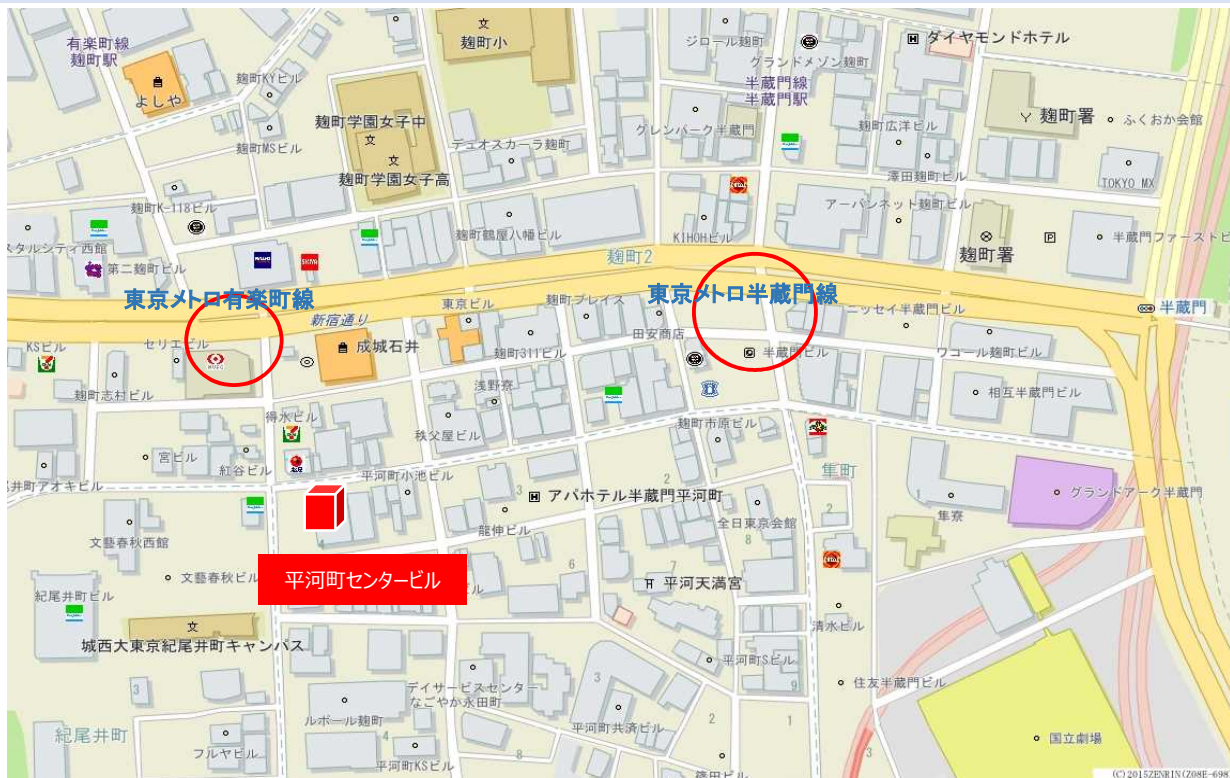 有楽町線
麹町駅
よしや
麹町KYビル
麹町MSビル
麹町小
麹町学園女子中
麹町学園女子高
デュオスカーラ麹町
ジロール麹町
グランドメゾン麹町
半蔵門線
半蔵門駅
グレンパーク半蔵門
ダイヤモンドホテル
麹町広洋ビル
澤田麹町ビル
麹町署
ふくおか会館
TOKYO MX
麹町K-118ビル
スタルシティ西館
第二麹町ビル
麹町鶴屋八幡ビル
KIHOHビル
アーバンネット麹町ビル
麹町署
半蔵門ファーストビ
麹町2
東京メトロ有楽町線
東京メトロ半蔵門線
新宿通り
東京ビル
麹町プレイス
田安商店
ニッセイ半蔵門ビル
半蔵門
KSビル
セリエビル
成城石井
麹町311ビル
半蔵門ビル
ワコール麹町ビル
麹町志村ビル
浅野寮
相互半蔵門ビル
得水ビル
秩父屋ビル
麹町市原ビル
宮ビル
紅谷ビル
平河町小池ビル
隼町
井町アオキビル
アパホテル半蔵門平河町
グランドアーク半蔵門
文藝春秋西館
龍伸ビル
全日東京会館
隼寮
文藝春秋ビル
平河町センタービル
平河天満宮
紀尾井町ビル
城西大東京紀尾井町キャンパス
清水ビル
平河町Sビル
住友半蔵門ビル
デイサービスセンター
なごやか永田町
ルポール麹町
平河町共済ビル
紀尾井町
フルヤビル
平河町KSビル
篠田ビル
国立劇場
(C)2015ZENRIN(Z08E-698